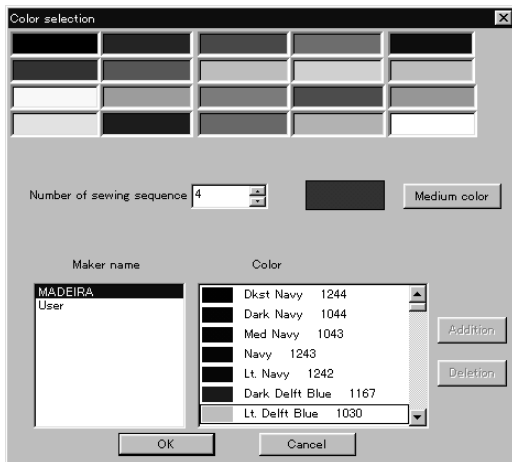 Color selection
Number of sewing sequence 4 Medium color
Maker name Color
MADEIRA
User
Dkst Navy 1244
Dark Navy 1044
Med Navy 1043
Navy 1243
Lt. Navy 1242
Dark Delft Blue 1167
Lt. Delft Blue 1030
Addition
Deletion
OK Cancel